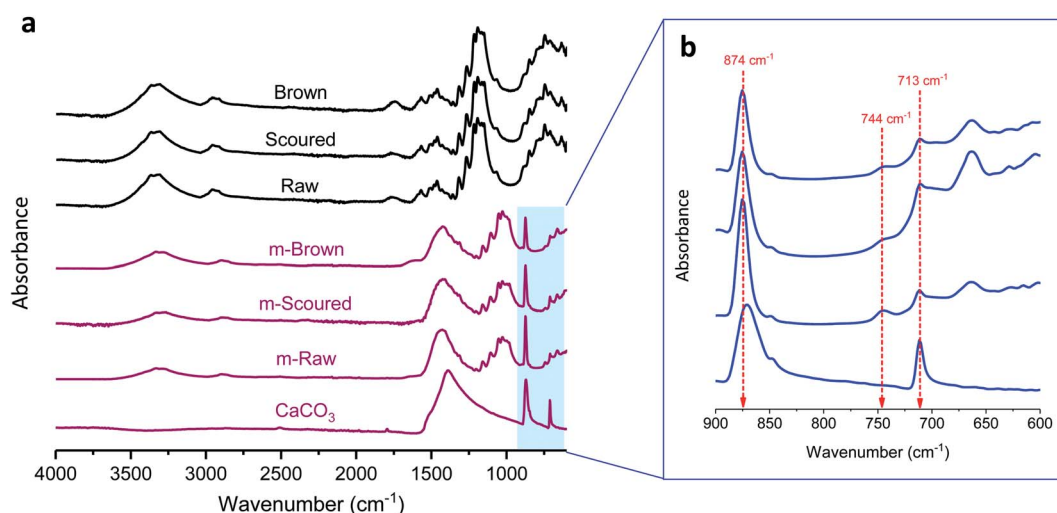 a
Absorbance
Brown
Scoured
Raw
m-Brown
m-Scoured
m-Raw
CaCO₃
4000 3500 3000 2500 2000 1500 1000
Wavenumber (cm⁻¹)
b
Absorbance
874 cm⁻¹
744 cm⁻¹
713 cm⁻¹
900 850 800 750 700 650 600
Wavenumber (cm⁻¹)